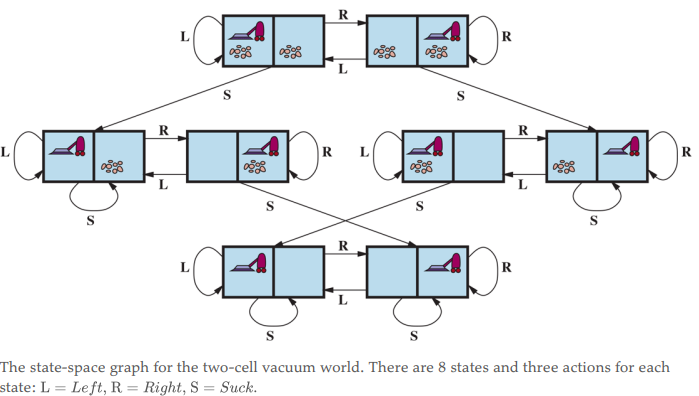 R
L R
L
S S
R R
L R L R
L L
S S
S S
R
L R
L
S S
The state-space graph for the two-cell vacuum world. There are 8 states and three actions for each
state: L = Left, R = Right, S = Suck.